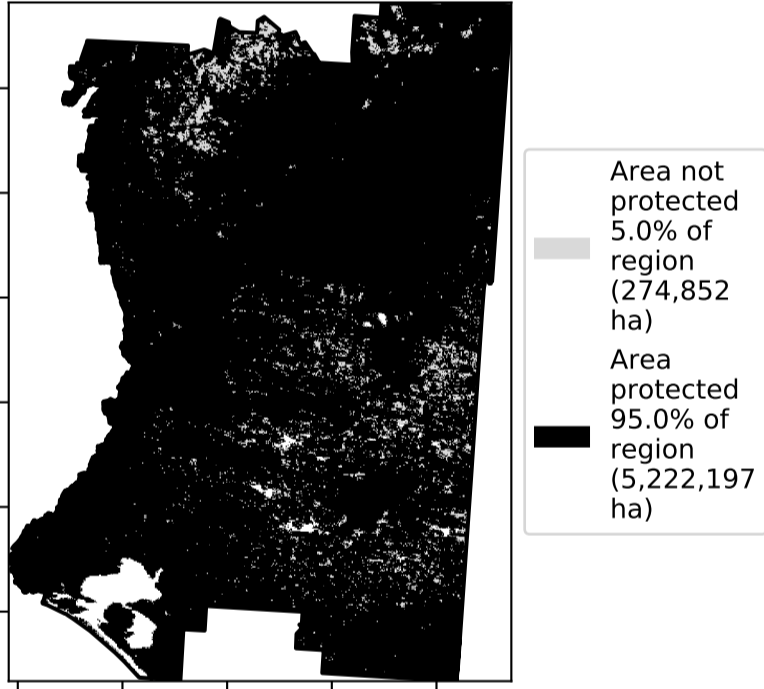 Area not
protected
5.0% of
region
(274,852
ha)
Area
protected
95.0% of
region
(5,222,197
ha)